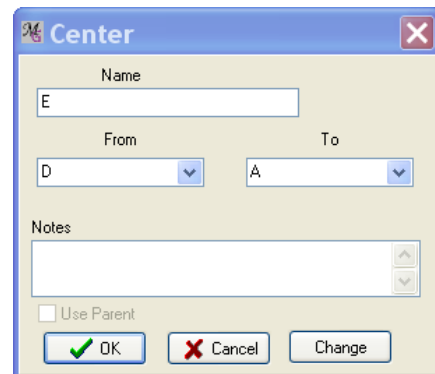 Center
Name
E
From To
D A
Notes
Use Parent
OK Cancel Change